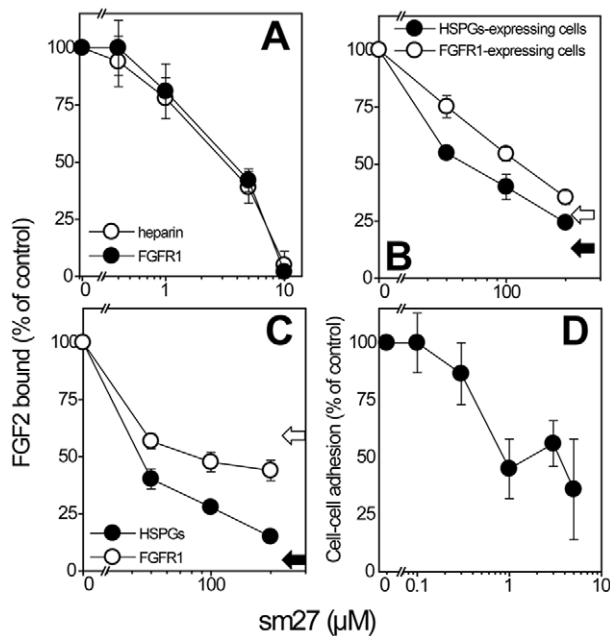 A
100
75
50
25
0
heparin
FGFR1
0
1
10
HSPGs-expressing cells
FGFR1-expressing cells
100
75
50
25
0
B
0
100
FGF2 bound (% of control)
C
100
75
50
25
0
HSPGs
FGFR1
0
100
Cell-cell adhesion (% of control)
D
100
75
50
25
0
0
0.1
1
10
sm27 (μM)